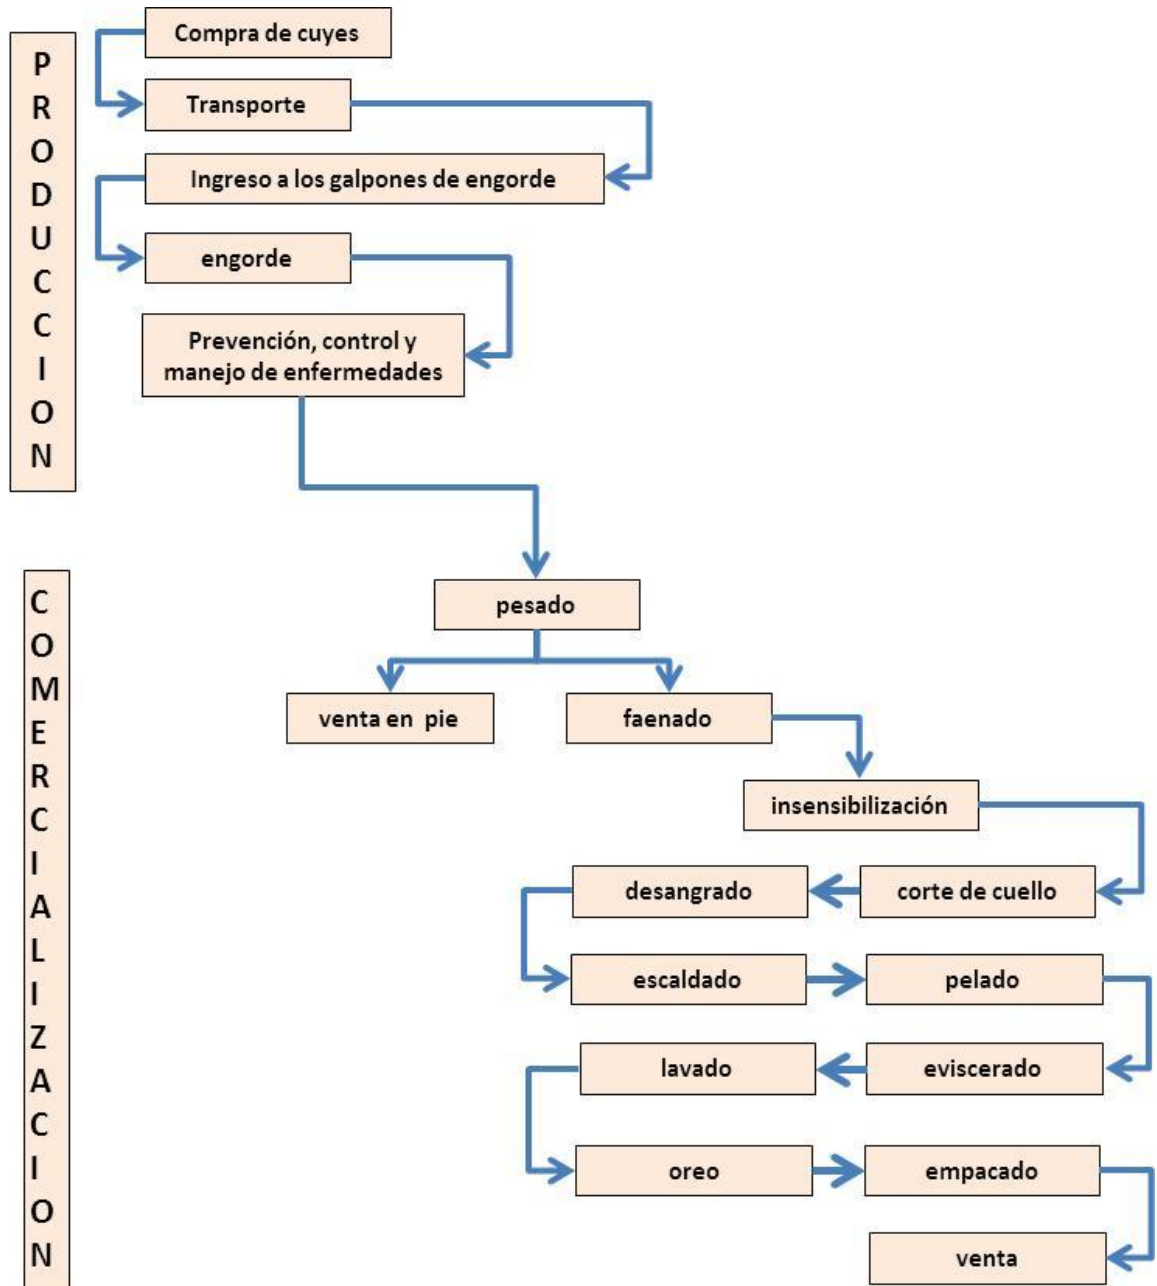 PRODUCCION
Compra de cuyes
Transporte
Ingreso a los galpones de engorde
engorde
Prevención, control y
manejo de enfermedades
COMERCIALIZACION
pesado
venta en pie
faenado
insensibilización
desangrado
corte de cuello
escaldado
pelado
lavado
eviscerado
oreo
empacado
venta